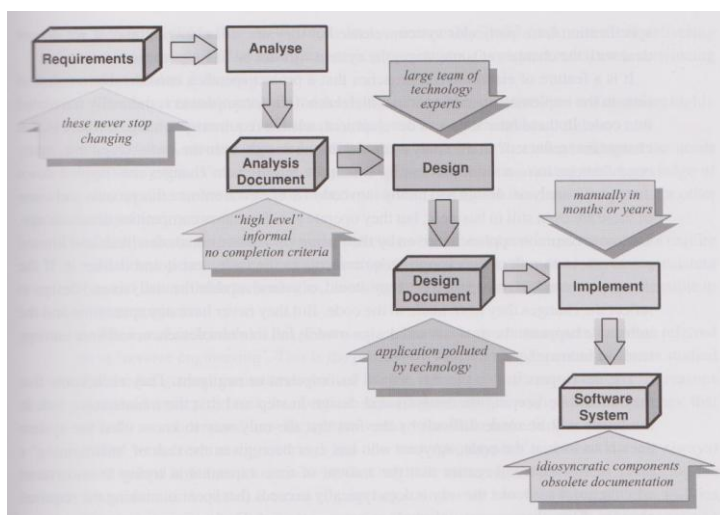 Requirements
Analyse
these never stop
changing
large team of
technology
experts
Analysis
Document
Design
"high level"
informal
no completion criteria
manually in
months or years
Design
Document
Implement
application polluted
by technology
Software
System
idiosyncratic components
obsolete documentation